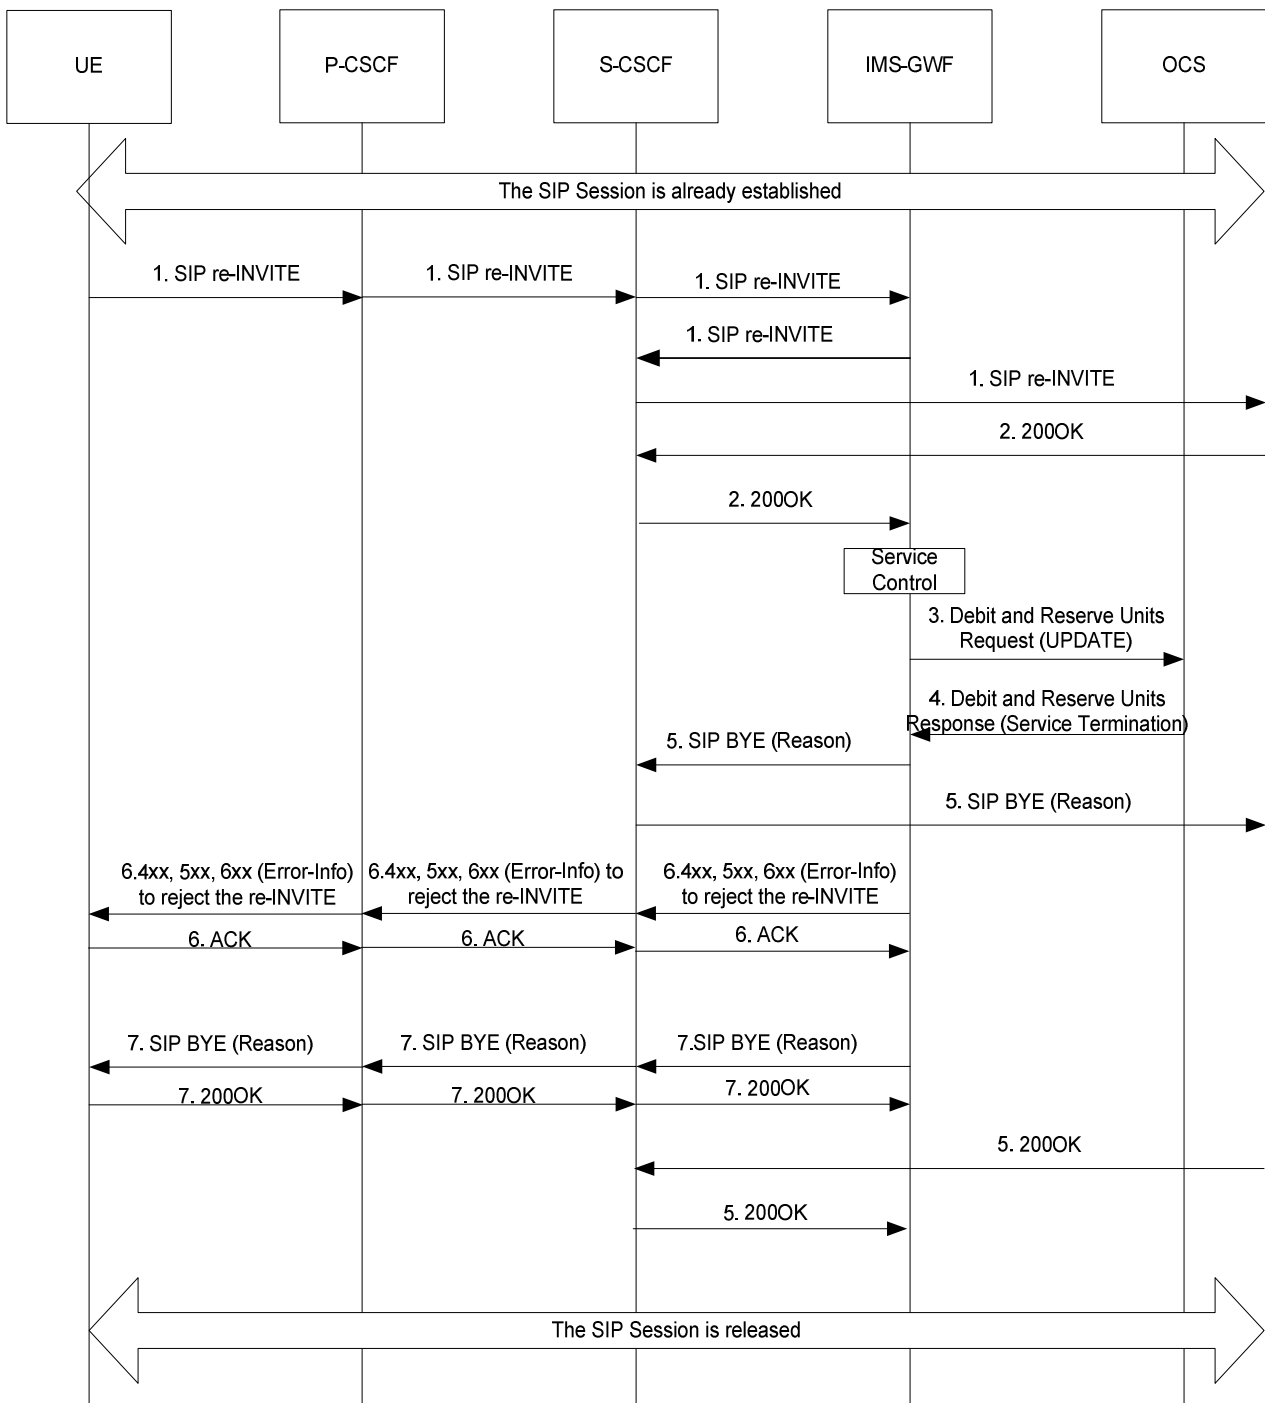 UE
P-CSCF
S-CSCF
IMS-GWF
OCS
The SIP Session is already established
1. SIP re-INVITE
1. SIP re-INVITE
1. SIP re-INVITE
1. SIP re-INVITE
1. SIP re-INVITE
2. 200OK
2. 200OK
Service
Control
3. Debit and Reserve Units
Request (UPDATE)
4. Debit and Reserve Units
Response (Service Termination)
5. SIP BYE (Reason)
5. SIP BYE (Reason)
6.4xx, 5xx, 6xx (Error-Info)
to reject the re-INVITE
6.4xx, 5xx, 6xx (Error-Info) to
reject the re-INVITE
6.4xx, 5xx, 6xx (Error-Info)
to reject the re-INVITE
6. ACK
6. ACK
6. ACK
7. SIP BYE (Reason)
7. SIP BYE (Reason)
7.SIP BYE (Reason)
7. 200OK
7. 200OK
7. 200OK
5. 200OK
5. 200OK
The SIP Session is released